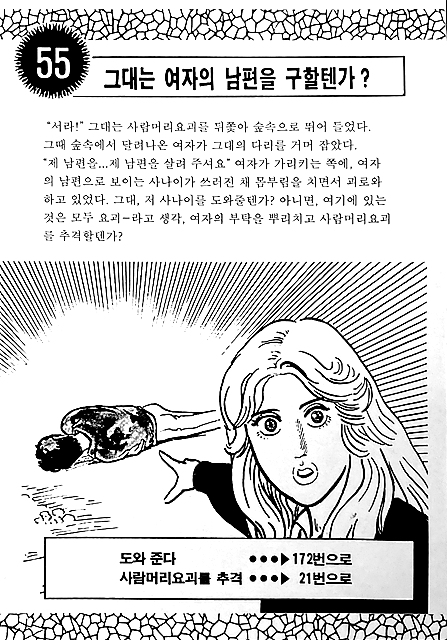 55
그대는 여자의 남편을 구할텐가?
"서라!" 그대는 사람머리요괴를 뒤쫓아 숲속으로 뛰어 들었다.
그때 숲속에서 달려나온 여자가 그대의 다리를 거머 잡았다.
"제 남편을...제 남편을 살려 주셔요" 여자가 가리키는 쪽에, 여자
의 남편으로 보이는 사나이가 쓰러진 채 몸부림을 치면서 괴로와
하고 있었다. 그대, 저 사나이를 도와줄텐가? 아니면, 여기에 있는
것은 모두 요괴-라고 생각, 여자의 부탁을 뿌리치고 사람머리요괴
를 추격할텐가?
도와 준다 ●●●▶172번으로
사람머리요괴를 추격 ●●●▶ 21번으로